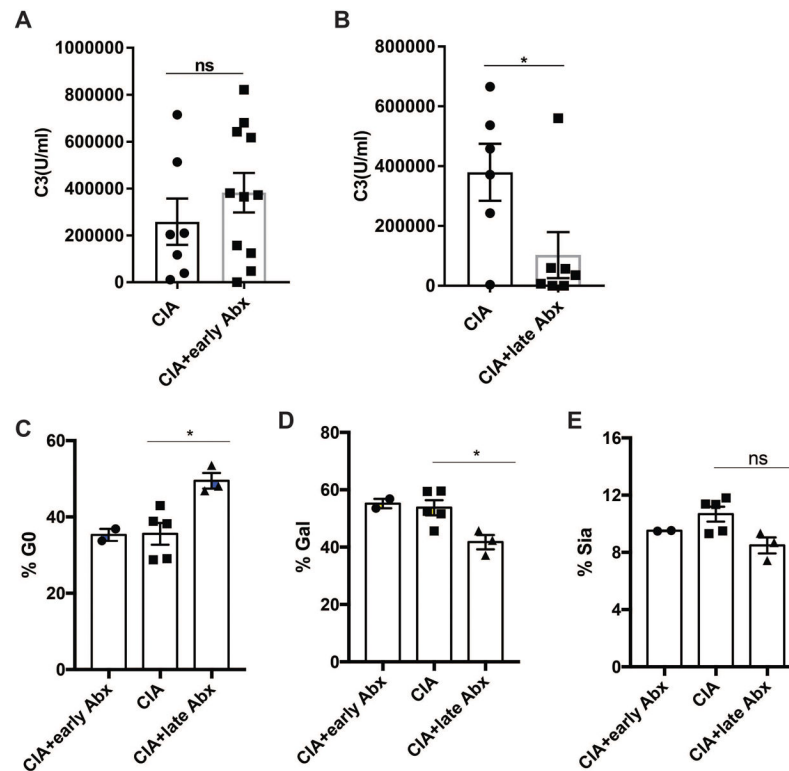 A
C3(U/ml)
1000000
800000
600000
400000
200000
0
ns
CIA
CIA+early Abx
B
C3(U/ml)
800000
600000
400000
200000
0
*
CIA
CIA+late Abx
C
% G0
60
40
20
0
*
CIA+early Abx
CIA
CIA+late Abx
D
% Gal
80
60
40
20
0
*
CIA+early Abx
CIA
CIA+late Abx
E
% Sia
16
12
8
4
0
ns
CIA+early Abx
CIA
CIA+late Abx